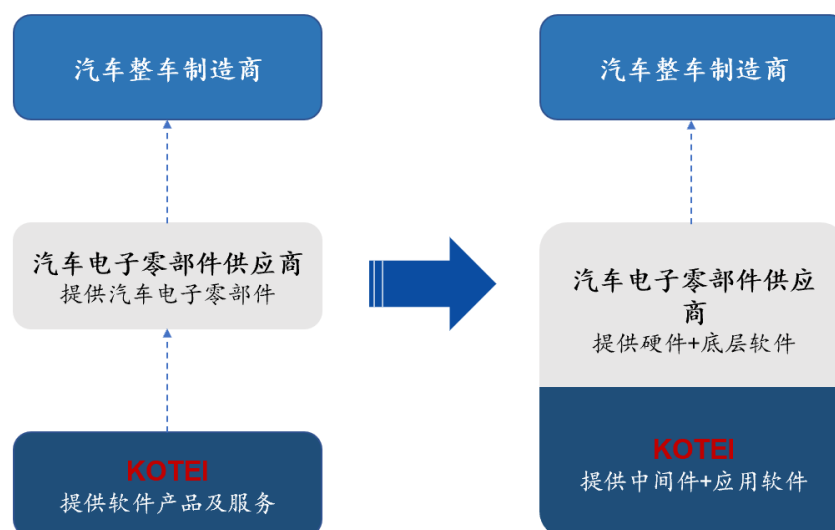 汽车整车制造商
汽车电子零部件供应商
提供汽车电子零部件
KOTEI
提供软件产品及服务
汽车整车制造商
汽车电子零部件供应
商
提供硬件+底层软件
KOTEI
提供中间件+应用软件